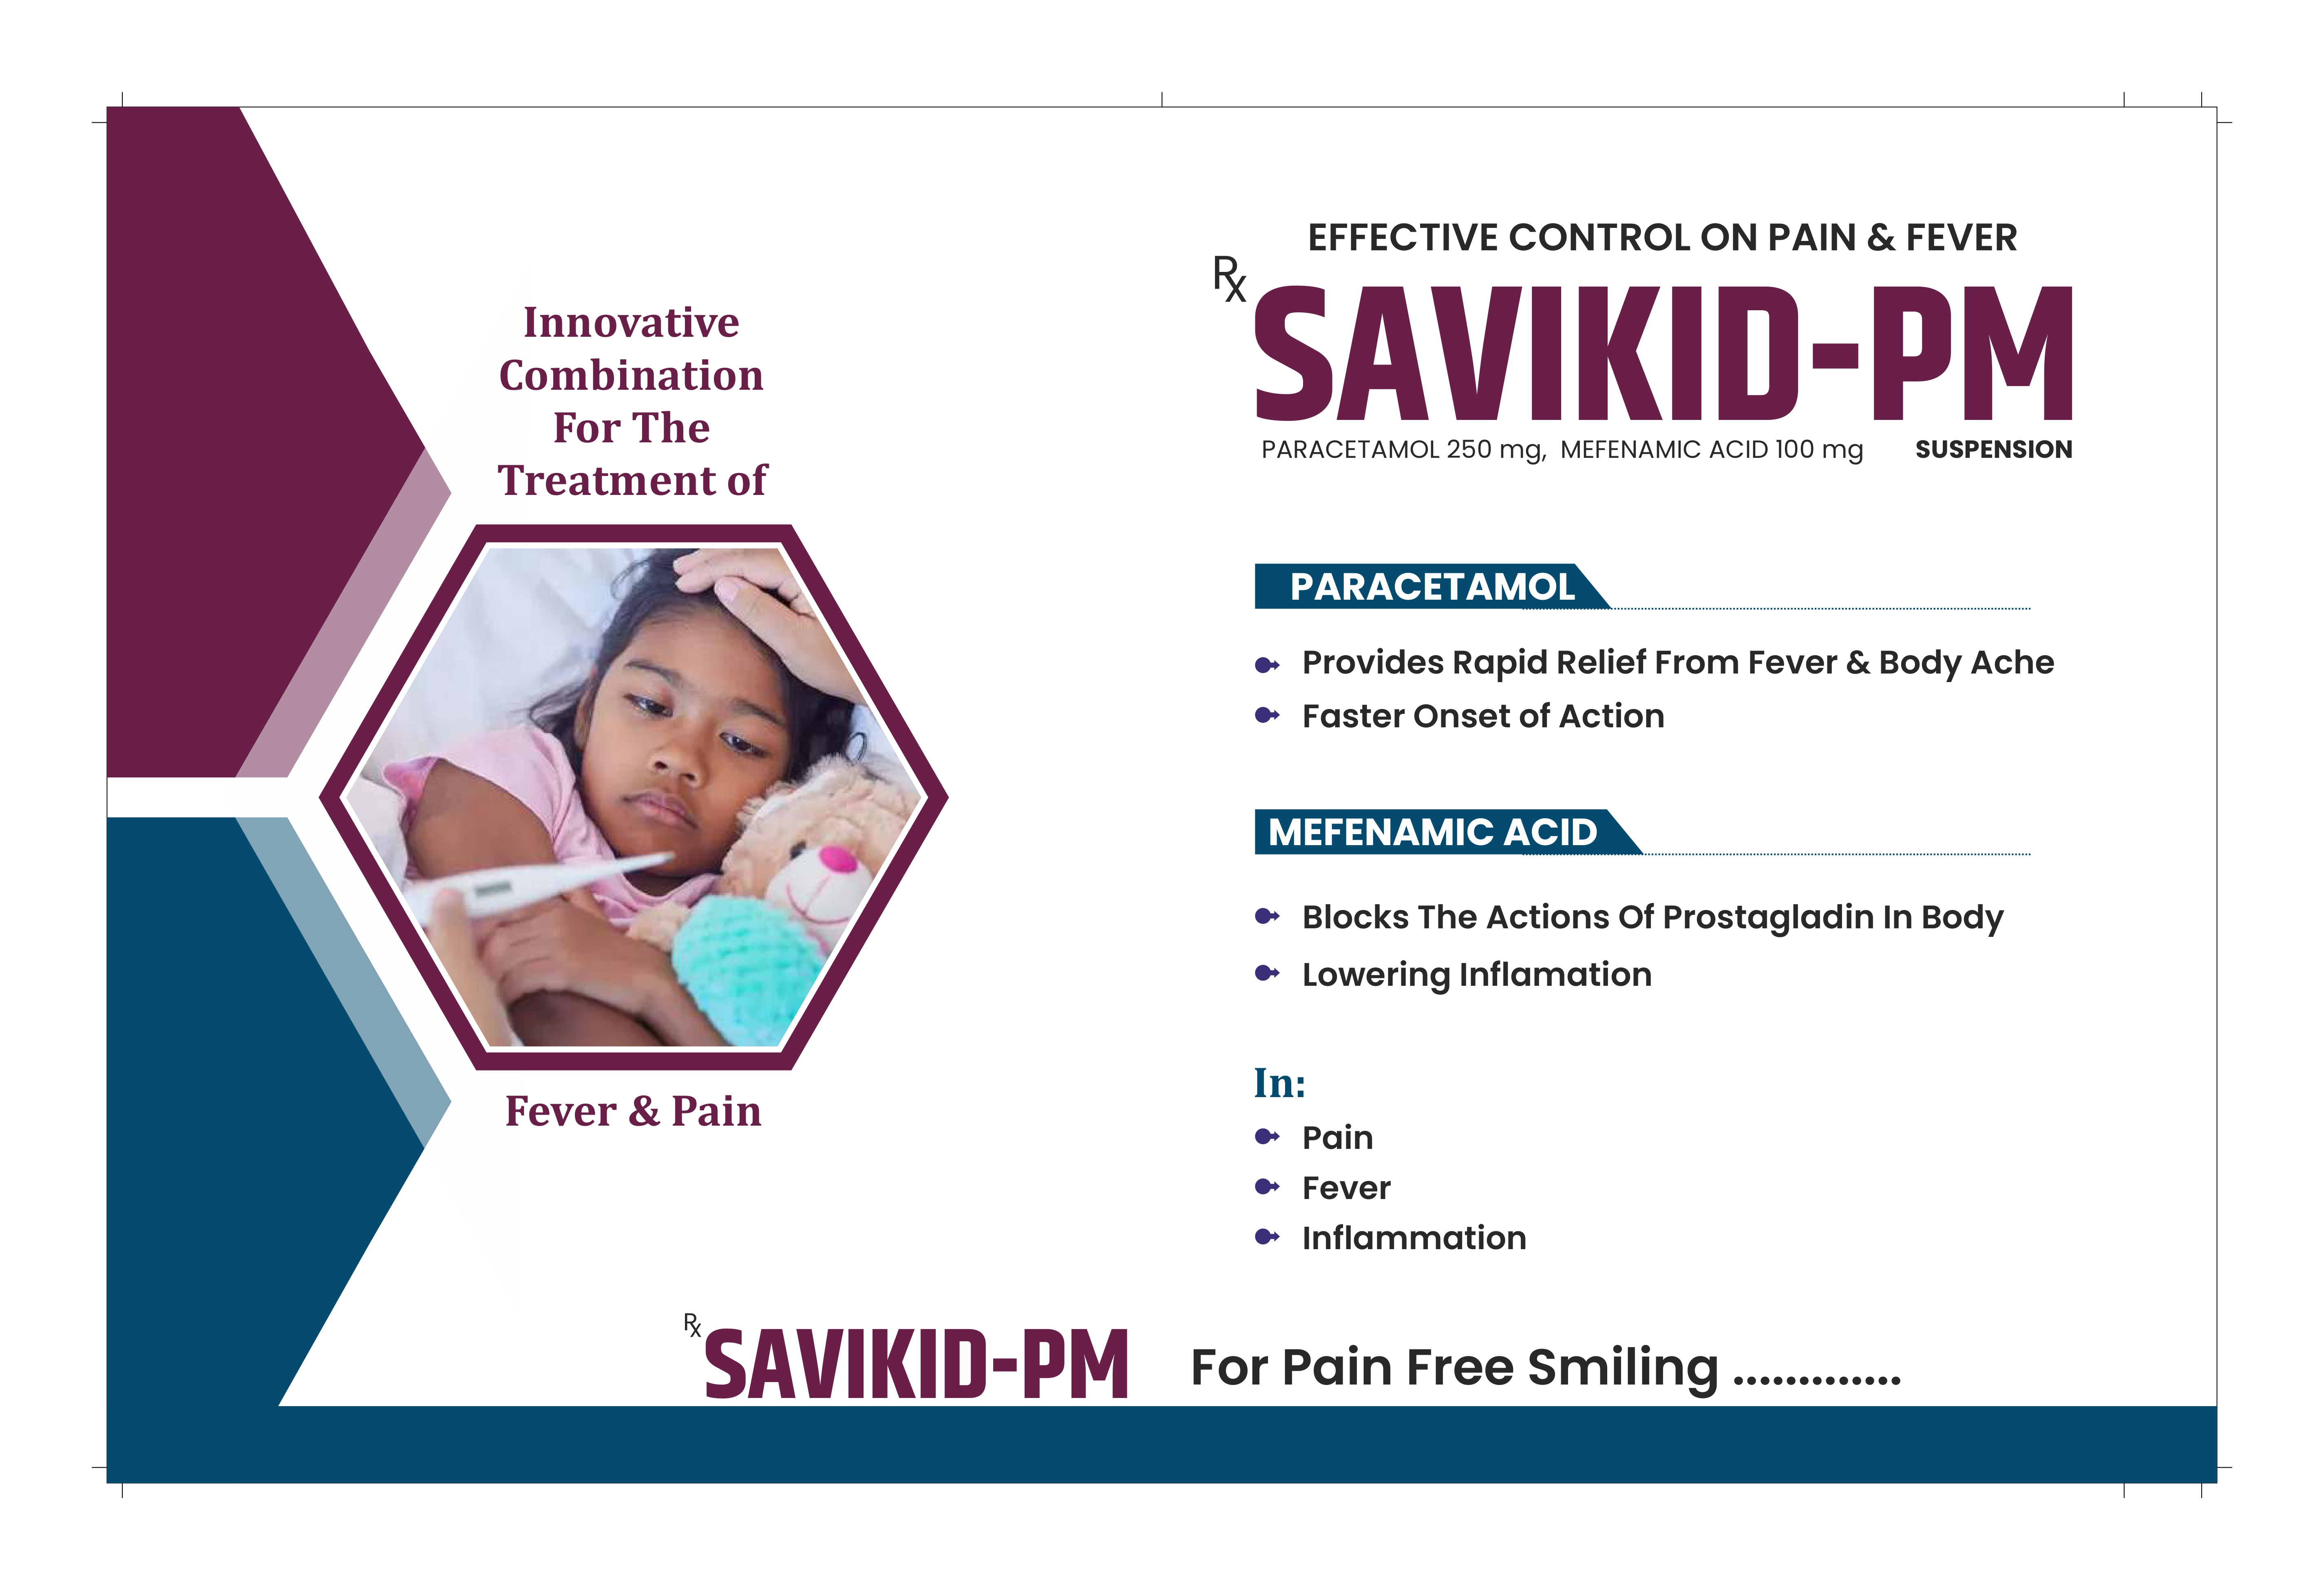 Innovative
Combination
For The
Treatment of
Fever & Pain
EFFECTIVE CONTROL ON PAIN & FEVER
Rx SAVIKID-PM
PARACETAMOL 250 mg, MEFENAMIC ACID 100 mg SUSPENSION
PARACETAMOL
Provides Rapid Relief From Fever & Body Ache
Faster Onset of Action
MEFENAMIC ACID
Blocks The Actions Of Prostagladin In Body
Lowering Inflamation
In:
Pain
Fever
Inflammation
Rx SAVIKID-PM For Pain Free Smiling .............